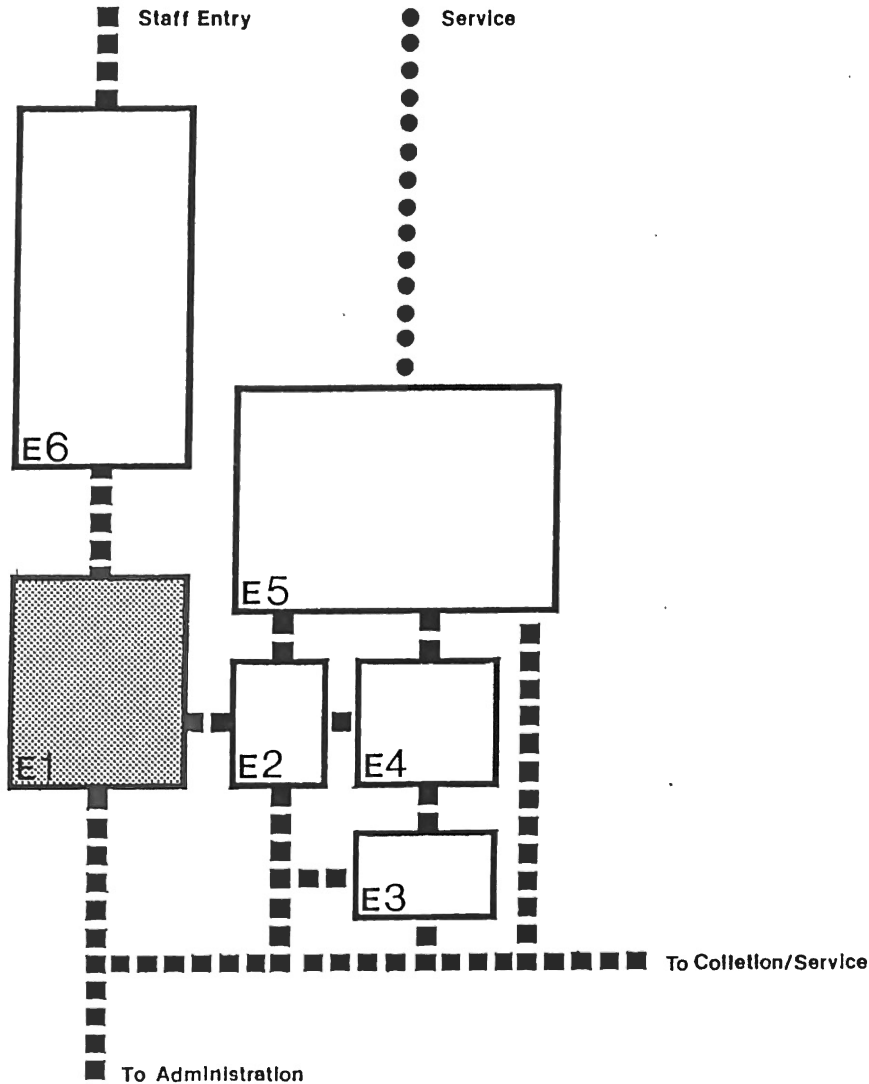 Staff Entry
Service
E6
E5
E1
E2
E4
E3
To Colletion/Service
To Administration